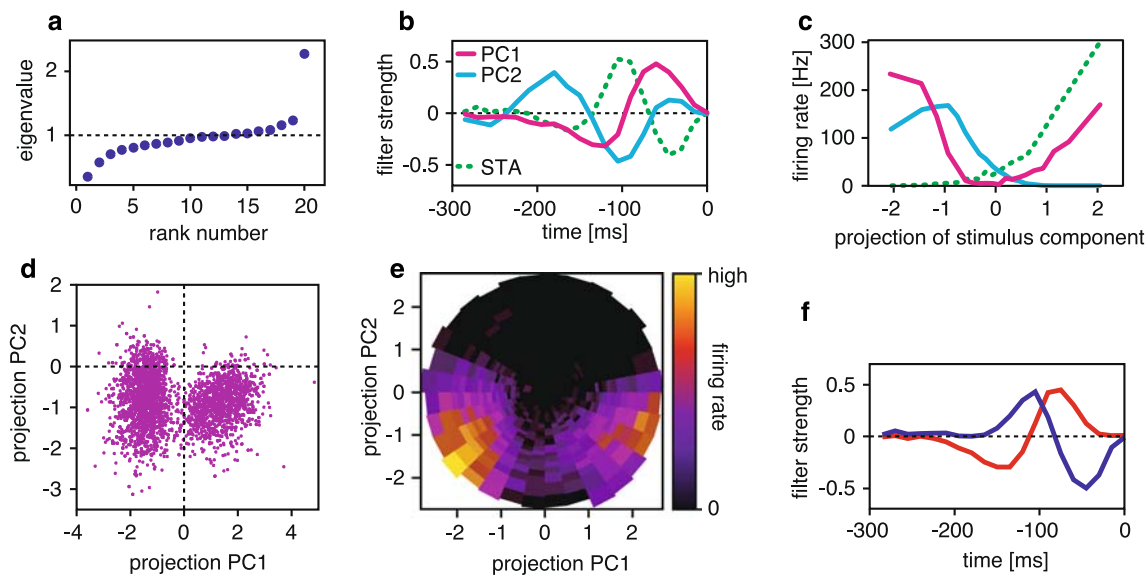 a
eigenvalue
2
1
0 5 10 15 20
rank number
b
filter strength
0.5
0
-0.5
PC1
PC2
STA
-300 -200 -100 0
time [ms]
c
firing rate [Hz]
300
200
100
0
-2 -1 0 1 2
projection of stimulus component
d
projection PC2
2
1
0
-1
-2
-3
-4 -2 0 2 4
projection PC1
e
projection PC2
2
1
0
-1
-2
-2 -1 0 1 2
projection PC1
high
firing rate
0
f
filter strength
0.5
0
-0.5
-300 -200 -100 0
time [ms]